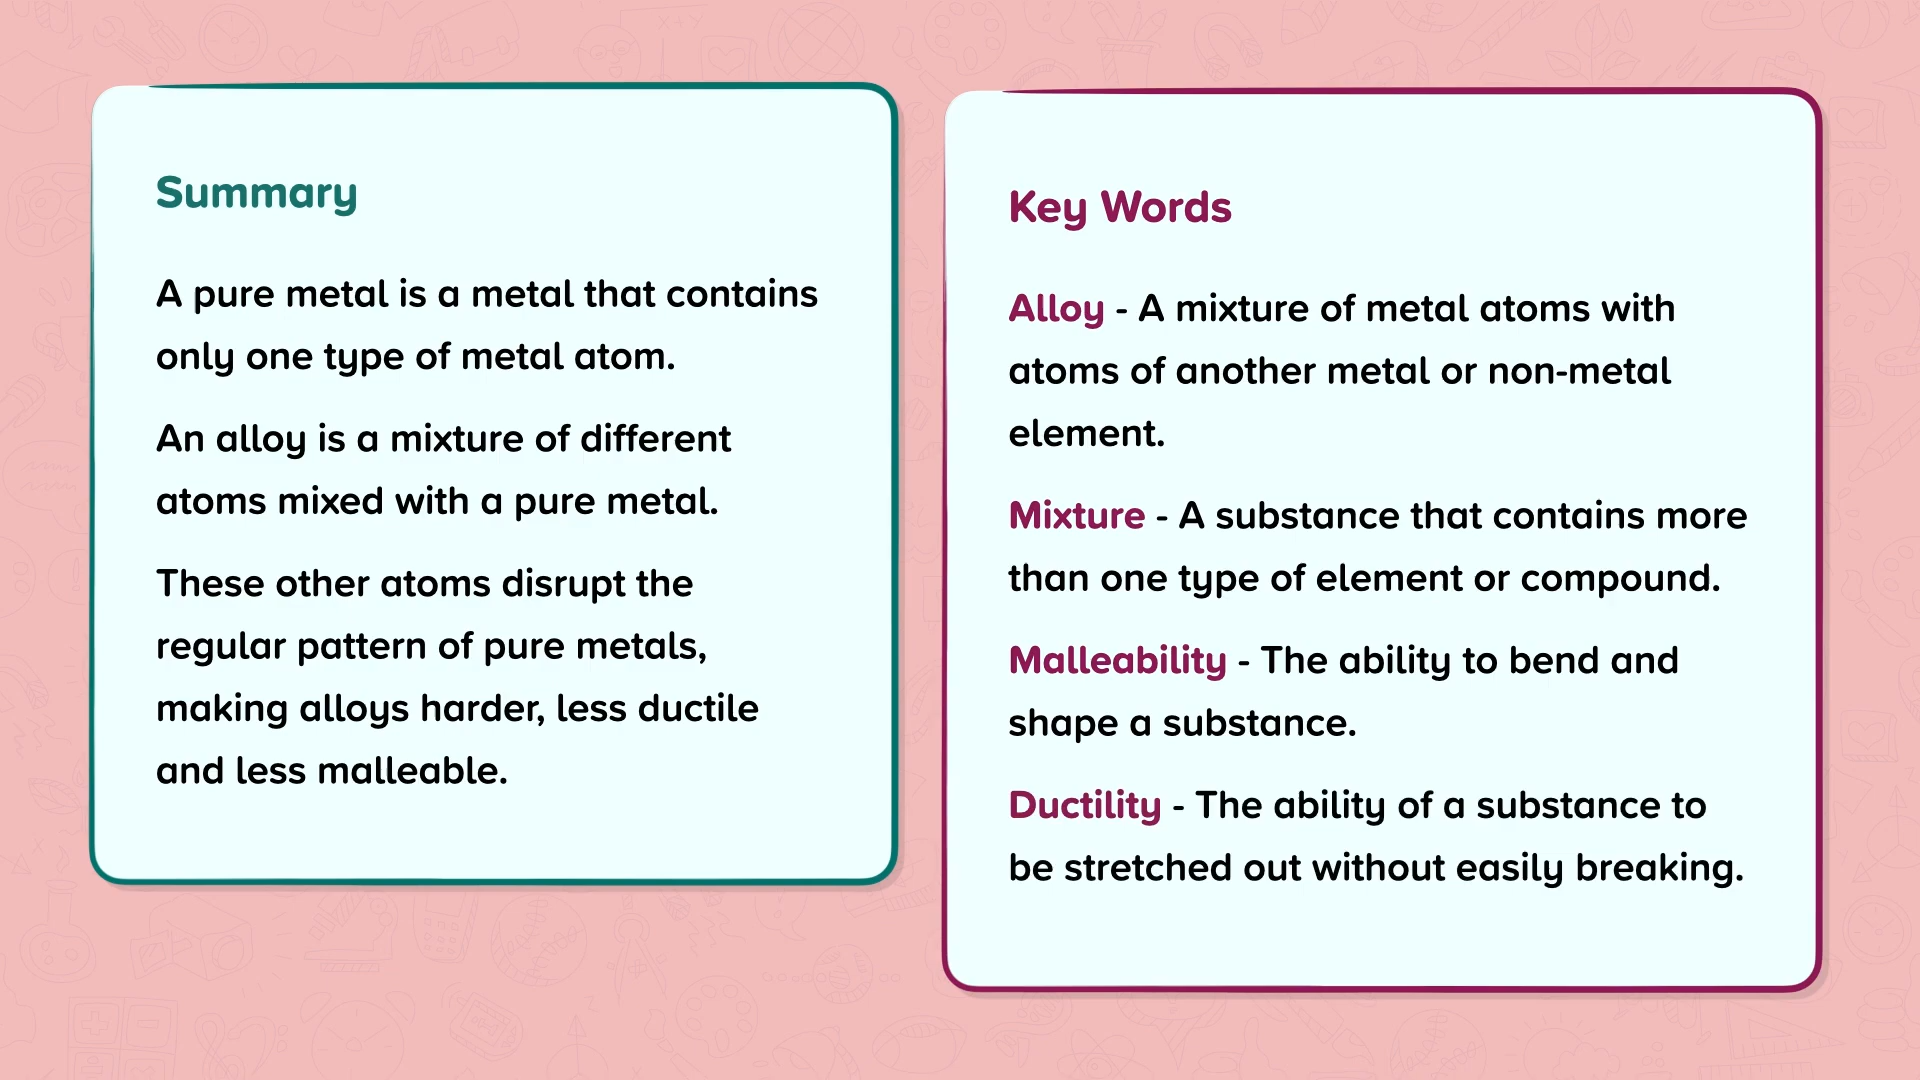 Summary
A pure metal is a metal that contains
only one type of metal atom.
An alloy is a mixture of different
atoms mixed with a pure metal.
These other atoms disrupt the
regular pattern of pure metals,
making alloys harder, less ductile
and less malleable.
Key Words
Alloy - A mixture of metal atoms with
atoms of another metal or non-metal
element.
Mixture - A substance that contains more
than one type of element or compound.
Malleability - The ability to bend and
shape a substance.
Ductility - The ability of a substance to
be stretched out without easily breaking.